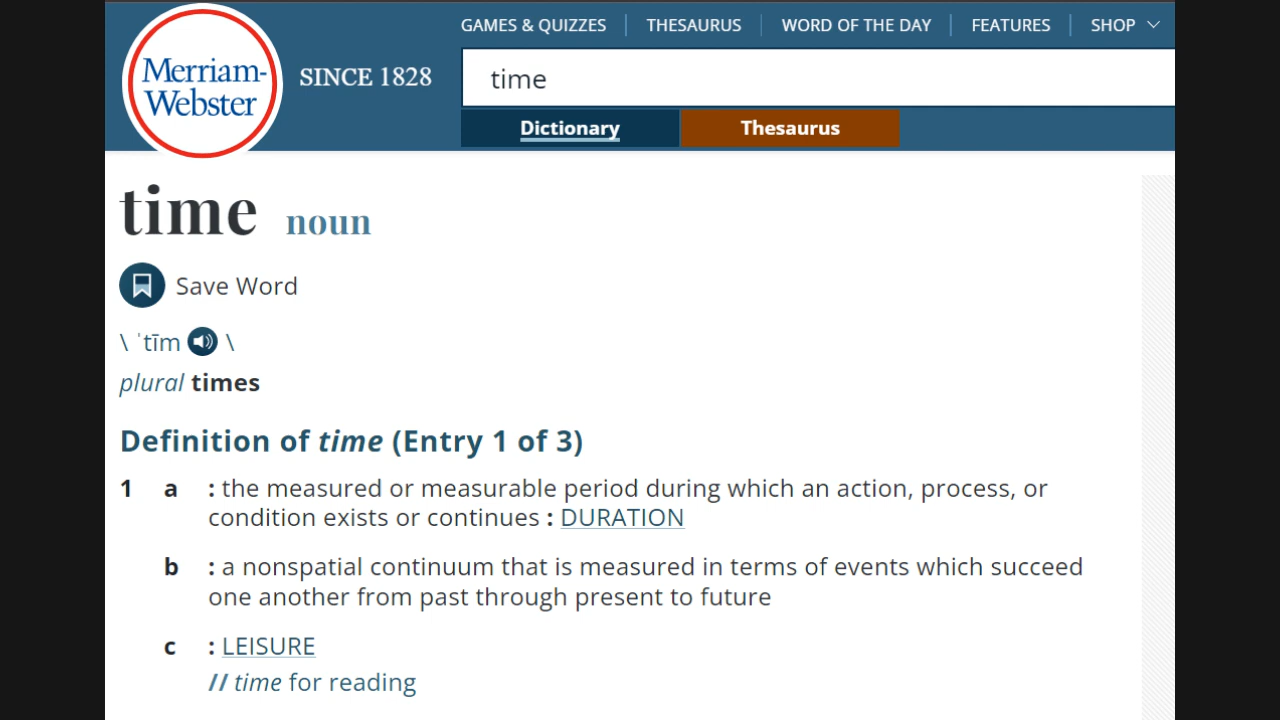 GAMES & QUIZZES THESAURUS WORD OF THE DAY FEATURES SHOP
Merriam-
Webster
SINCE 1828
time
Dictionary Thesaurus
time noun
Save Word
\ ˈtīm \
plural times
Definition of time (Entry 1 of 3)
1 a : the measured or measurable period during which an action, process, or
condition exists or continues : DURATION
b : a nonspatial continuum that is measured in terms of events which succeed
one another from past through present to future
c : LEISURE
// time for reading